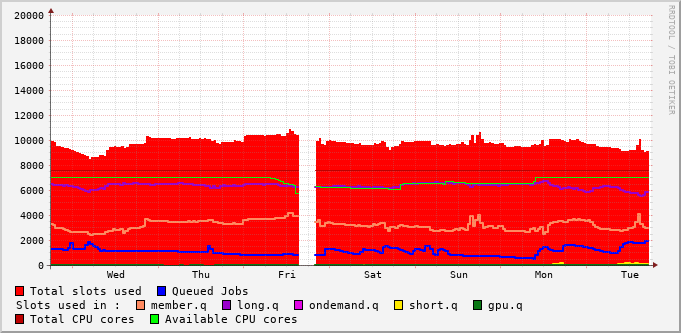 20000
18000
16000
14000
12000
10000
8000
6000
4000
2000
0
Wed Thu Fri Sat Sun Mon Tue
RRDTOOL / TOBI OETIKER
Total slots used Queued Jobs
Slots used in : member.q long.q ondemand.q short.q gpu.q
Total CPU cores Available CPU cores